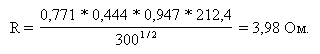 R = 0,771 * 0,444 * 0,947 * 212,4 / 300^1/2 = 3,98 Ом.